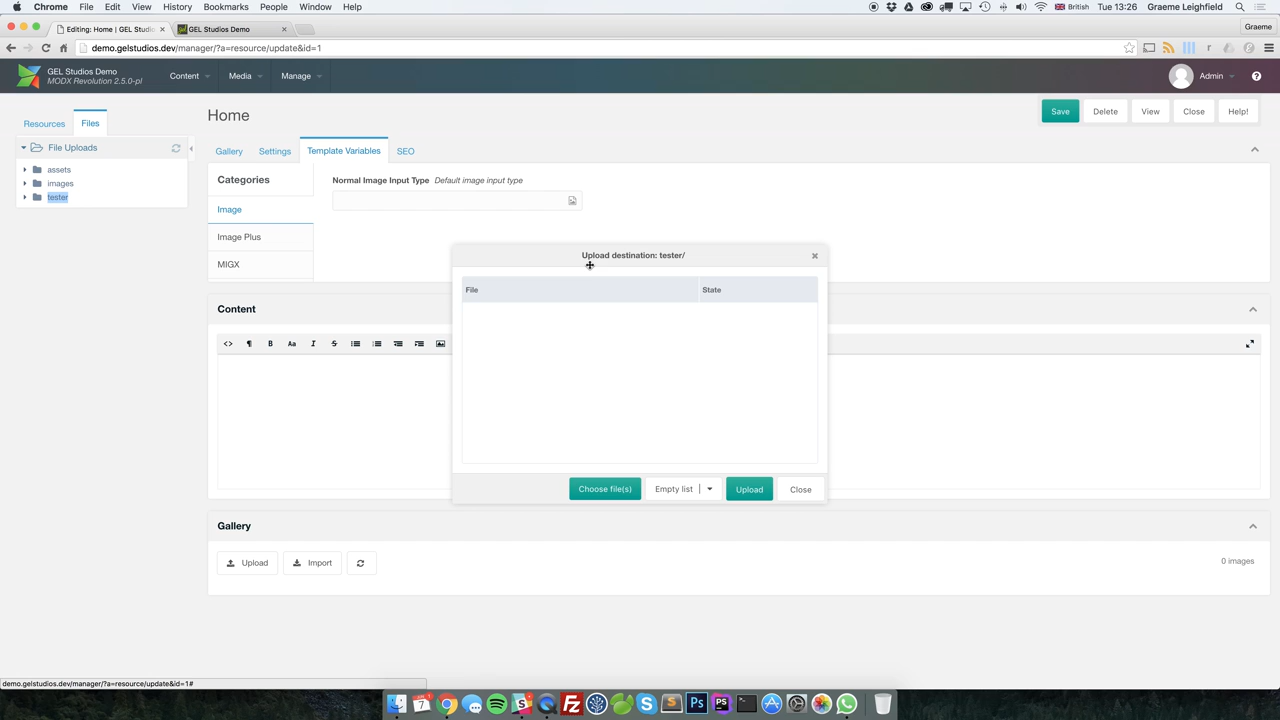 Chrome File Edit View History Bookmarks People Window Help
British Tue 13:26 Graeme Leighfield
Editing: Home | GEL Studio
GEL Studios Demo
Graeme
demo.gelstudios.dev/manager/?a=resource/update&id=1
GEL Studios Demo
MODX Revolution 2.5.0-pl
Content Media Manage
Admin
Resources Files
File Uploads
assets
images
tester
Home
Save Delete View Close Help!
Gallery Settings Template Variables SEO
Categories
Image
Image Plus
MIGX
Normal Image Input Type Default image input type
Upload destination: tester/
File State
Choose file(s) Empty list Upload Close
Content
Aa
Gallery
Upload Import
0 images
demo.gelstudios.dev/manager/?a=resource/update&id=1#